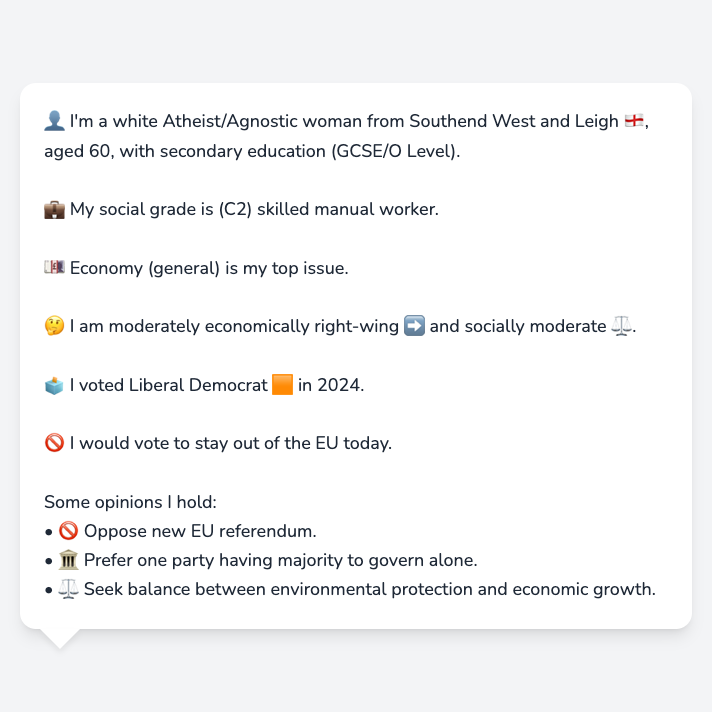 👤 I'm a white Atheist/Agnostic woman from Southend West and Leigh 🏴󠁧󠁢󠁥󠁮󠁧󠁿,
aged 60, with secondary education (GCSE/O Level).
💼 My social grade is (C2) skilled manual worker.
💷 Economy (general) is my top issue.
🤔 I am moderately economically right-wing ➡️ and socially moderate ⚖️.
🗳️ I voted Liberal Democrat 🟧 in 2024.
🚫 I would vote to stay out of the EU today.
Some opinions I hold:
• 🚫 Oppose new EU referendum.
• 🏛️ Prefer one party having majority to govern alone.
• ⚖️ Seek balance between environmental protection and economic growth.